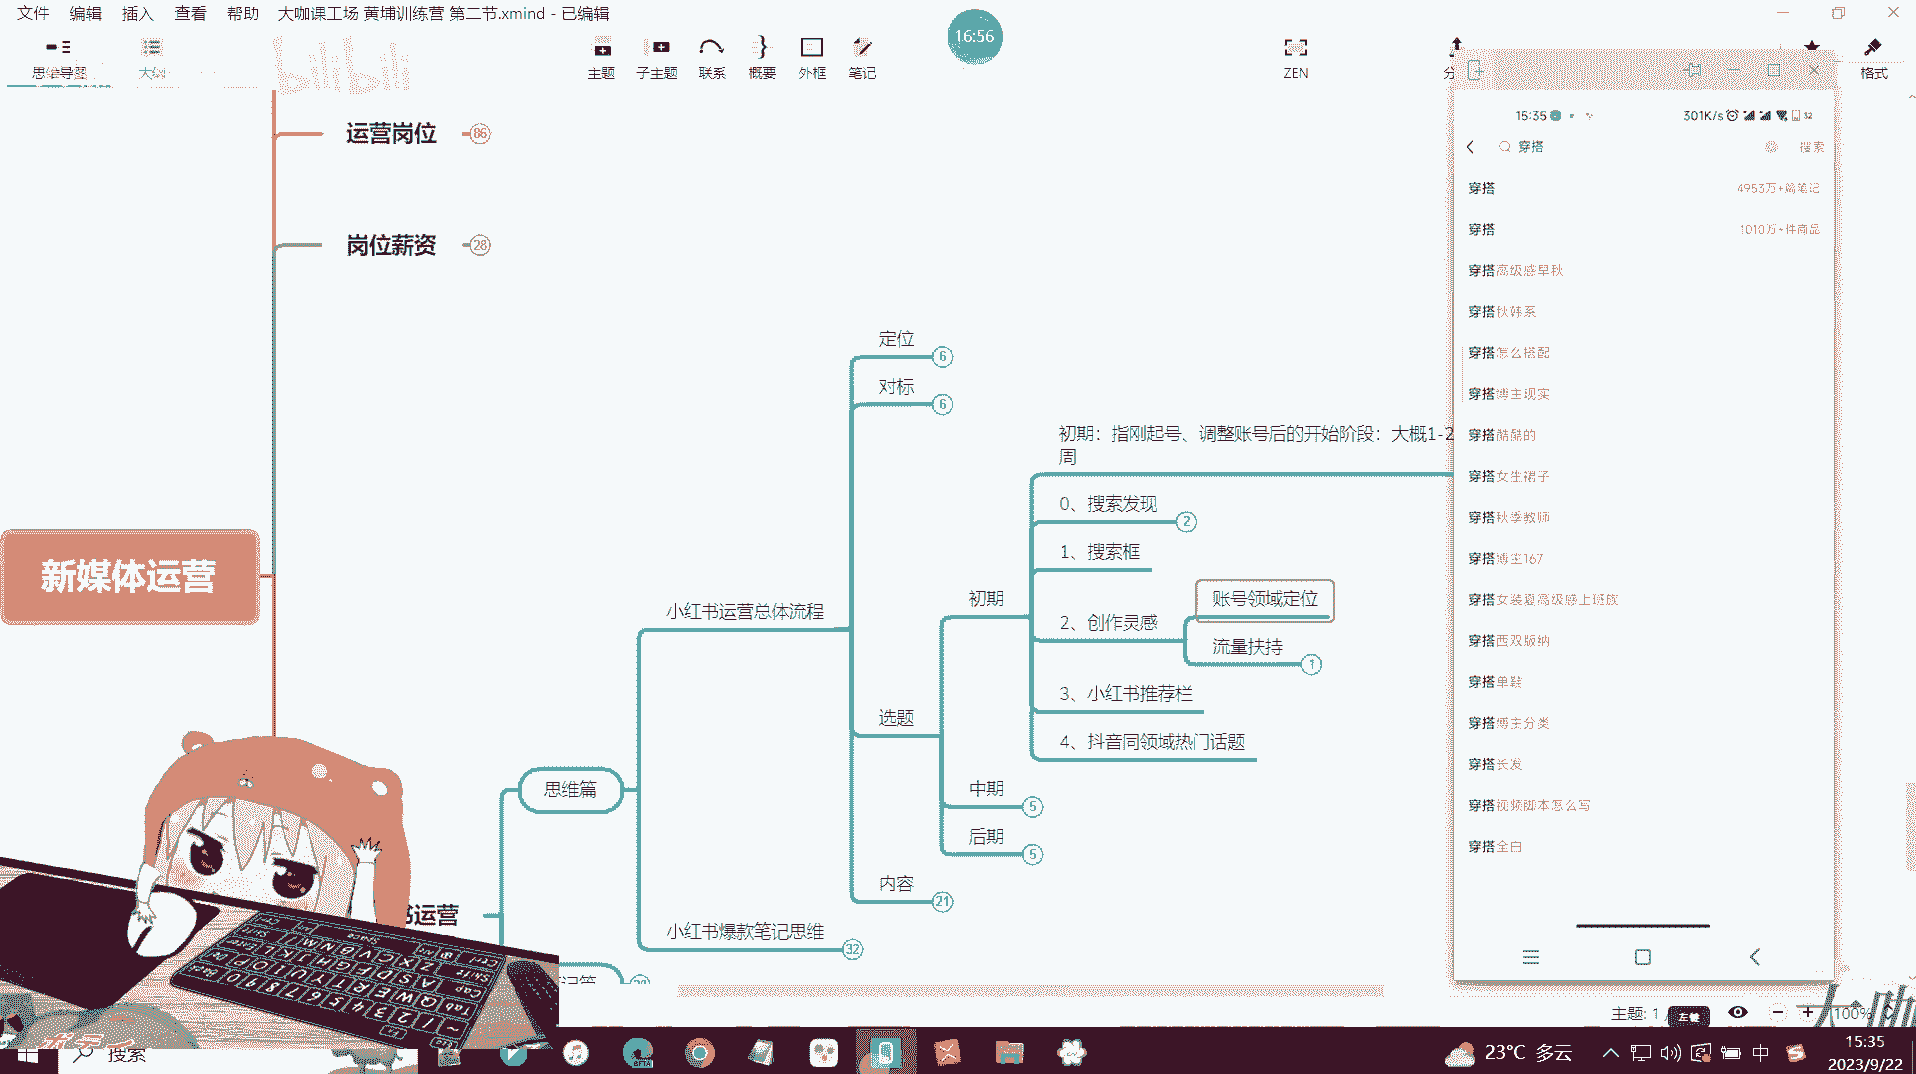 文件 编辑 插入 查看 帮助 大咖课工场 黄埔训练营 第二节.xmind - 已编辑
思维导图
大纲
bilibili
主题
子主题
联系
概要
外框
笔记
16:56
ZEN
格式
运营岗位 86
岗位薪资 28
新媒体运营
定位 6
对标 6
初期：指刚起号、调整账号后的开始阶段：大概1-2
周
0、搜索发现 2
1、搜索框
账号领域定位
初期
小红书运营总体流程
2、创作灵感
流量扶持 1
3、小红书推荐栏
选题
4、抖音同领域热门话题
思维篇
中期 5
后期 5
内容 21
书运营
小红书爆款笔记思维 32
15:35
301K/s
32
穿搭
搜索
穿搭 4953万+篇笔记
穿搭 1010万+件商品
穿搭高级感早秋
穿搭秋韩系
穿搭怎么搭配
穿搭博主现实
穿搭酷酷的
穿搭女生裙子
穿搭秋季教师
穿搭博主167
穿搭女装夏高级感上班族
穿搭西双版纳
穿搭单鞋
穿搭博主分类
穿搭长发
穿搭视频脚本怎么写
穿搭全白
主题: 1
左键
100%
大咖
搜索
BETA
23°C 多云
中
15:35
2023/9/22